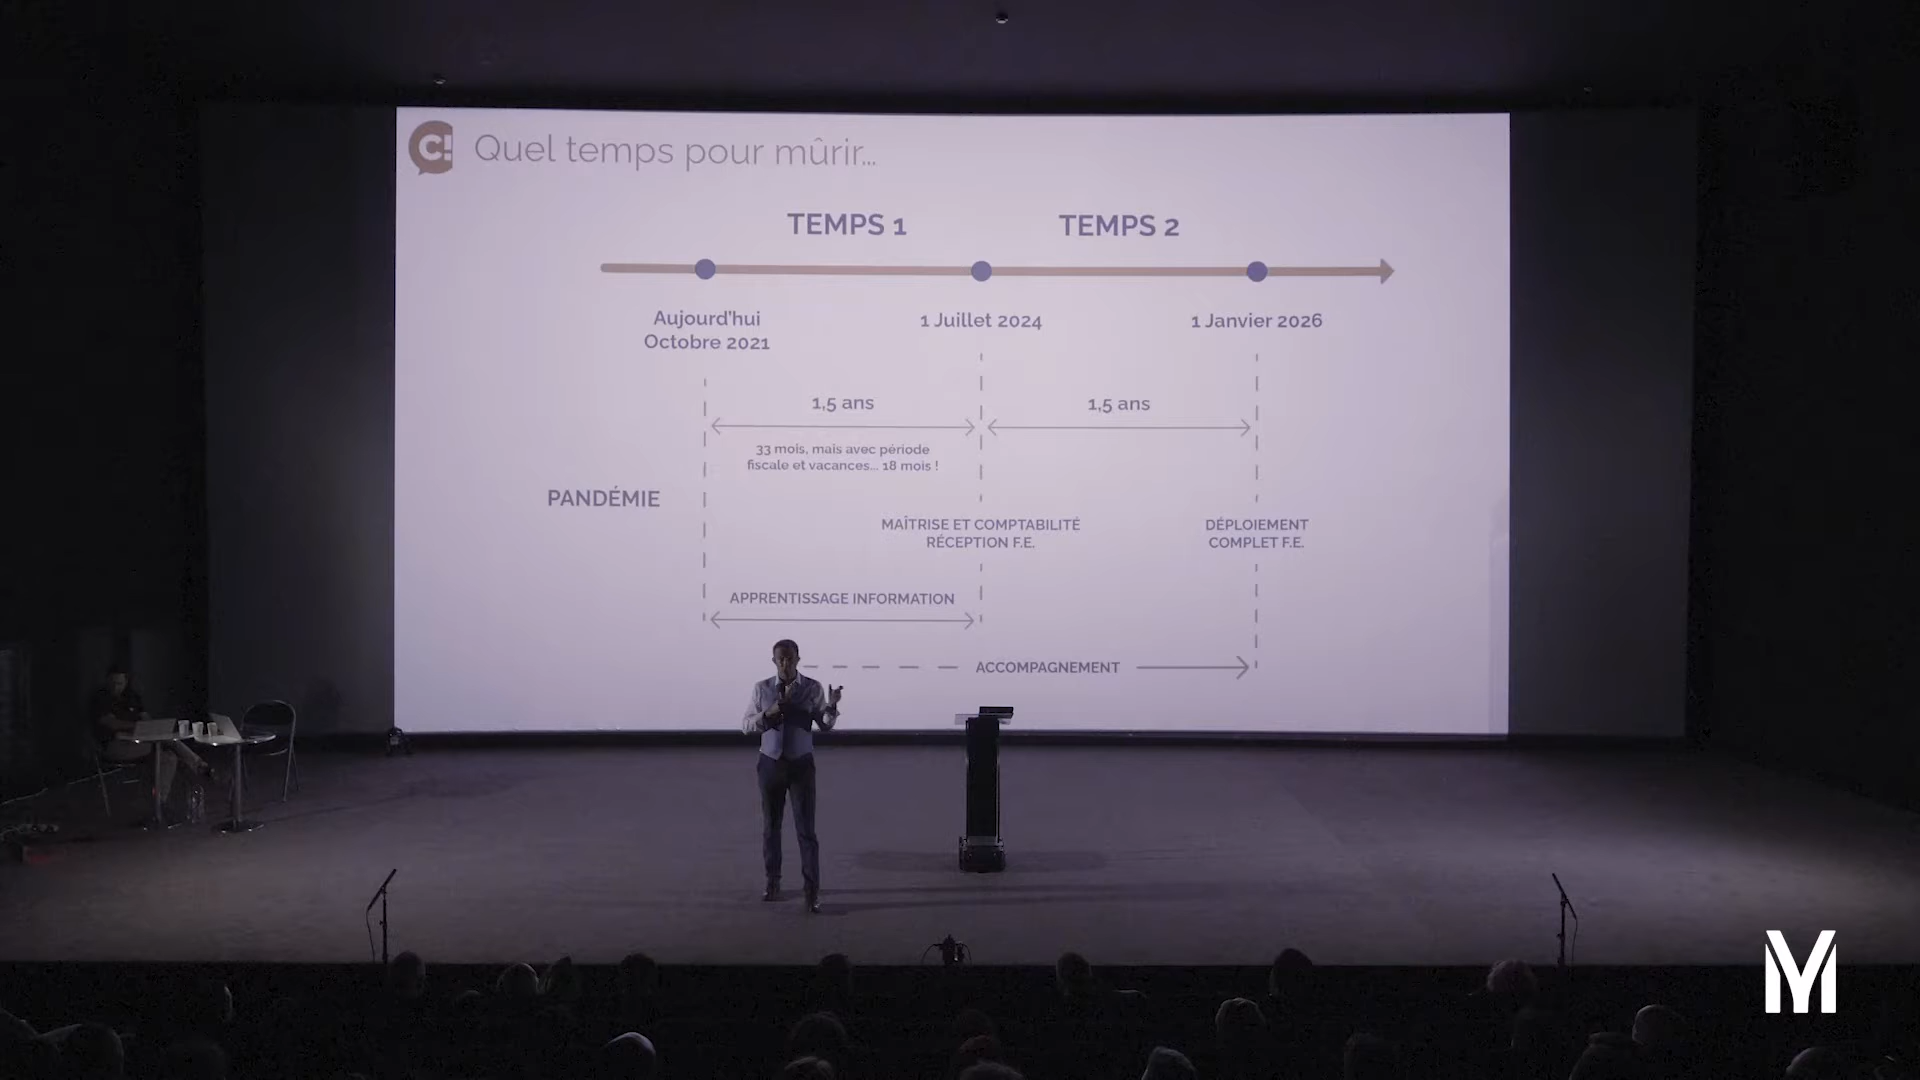 C!
Quel temps pour mûrir...
TEMPS 1
TEMPS 2
Aujourd'hui
Octobre 2021
1 Juillet 2024
1 Janvier 2026
1,5 ans
1,5 ans
33 mois, mais avec période
fiscale et vacances... 18 mois !
PANDÉMIE
MAÎTRISE ET COMPTABILITÉ
RÉCEPTION F.E.
DÉPLOIEMENT
COMPLET F.E.
APPRENTISSAGE INFORMATION
ACCOMPAGNEMENT